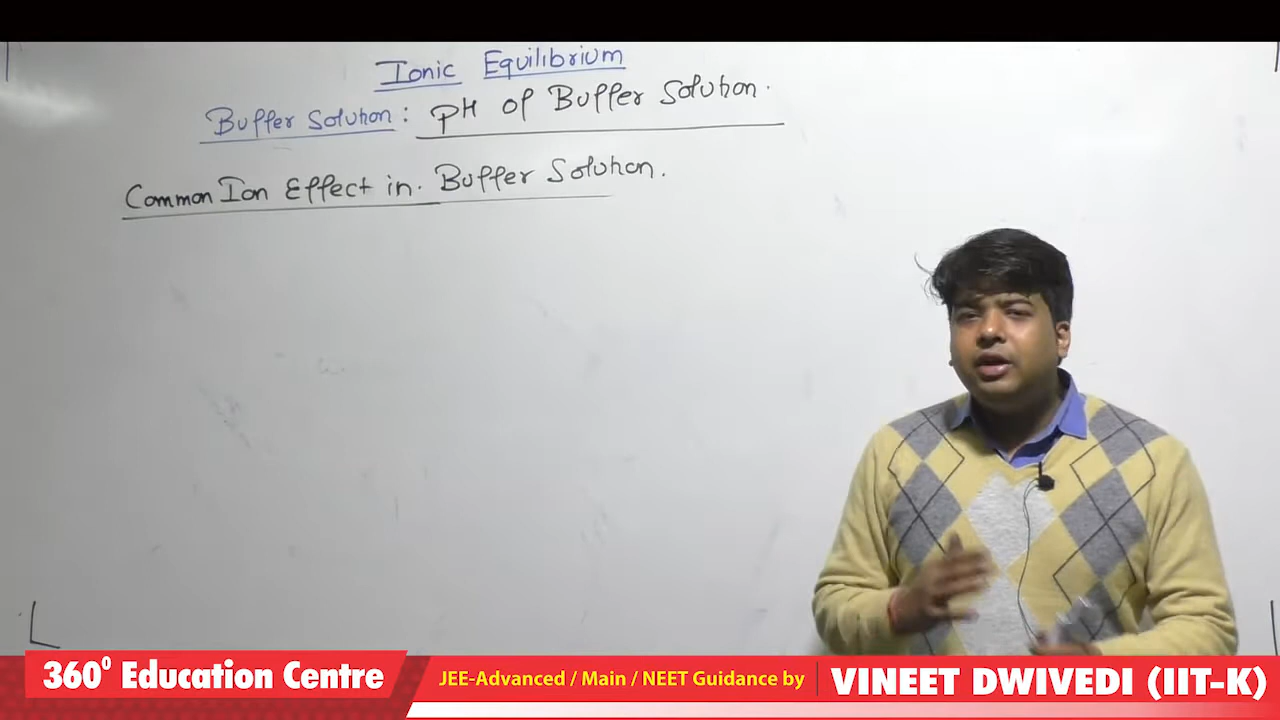 Ionic Equilibrium
Buffer Solution : PH of Buffer Solution.
Common Ion Effect in. Buffer Solution.
360⁰ Education Centre
JEE-Advanced / Main / NEET Guidance by
VINEET DWIVEDI (IIT-K)